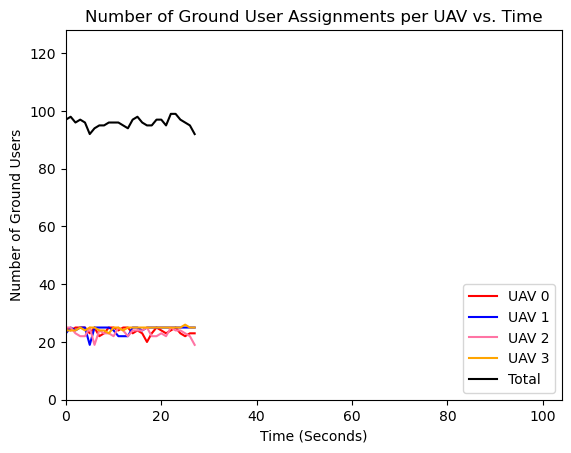 Number of Ground User Assignments per UAV vs. Time
Number of Ground Users
120
100
80
60
40
20
0
0 20 40 60 80 100
Time (Seconds)
UAV 0
UAV 1
UAV 2
UAV 3
Total